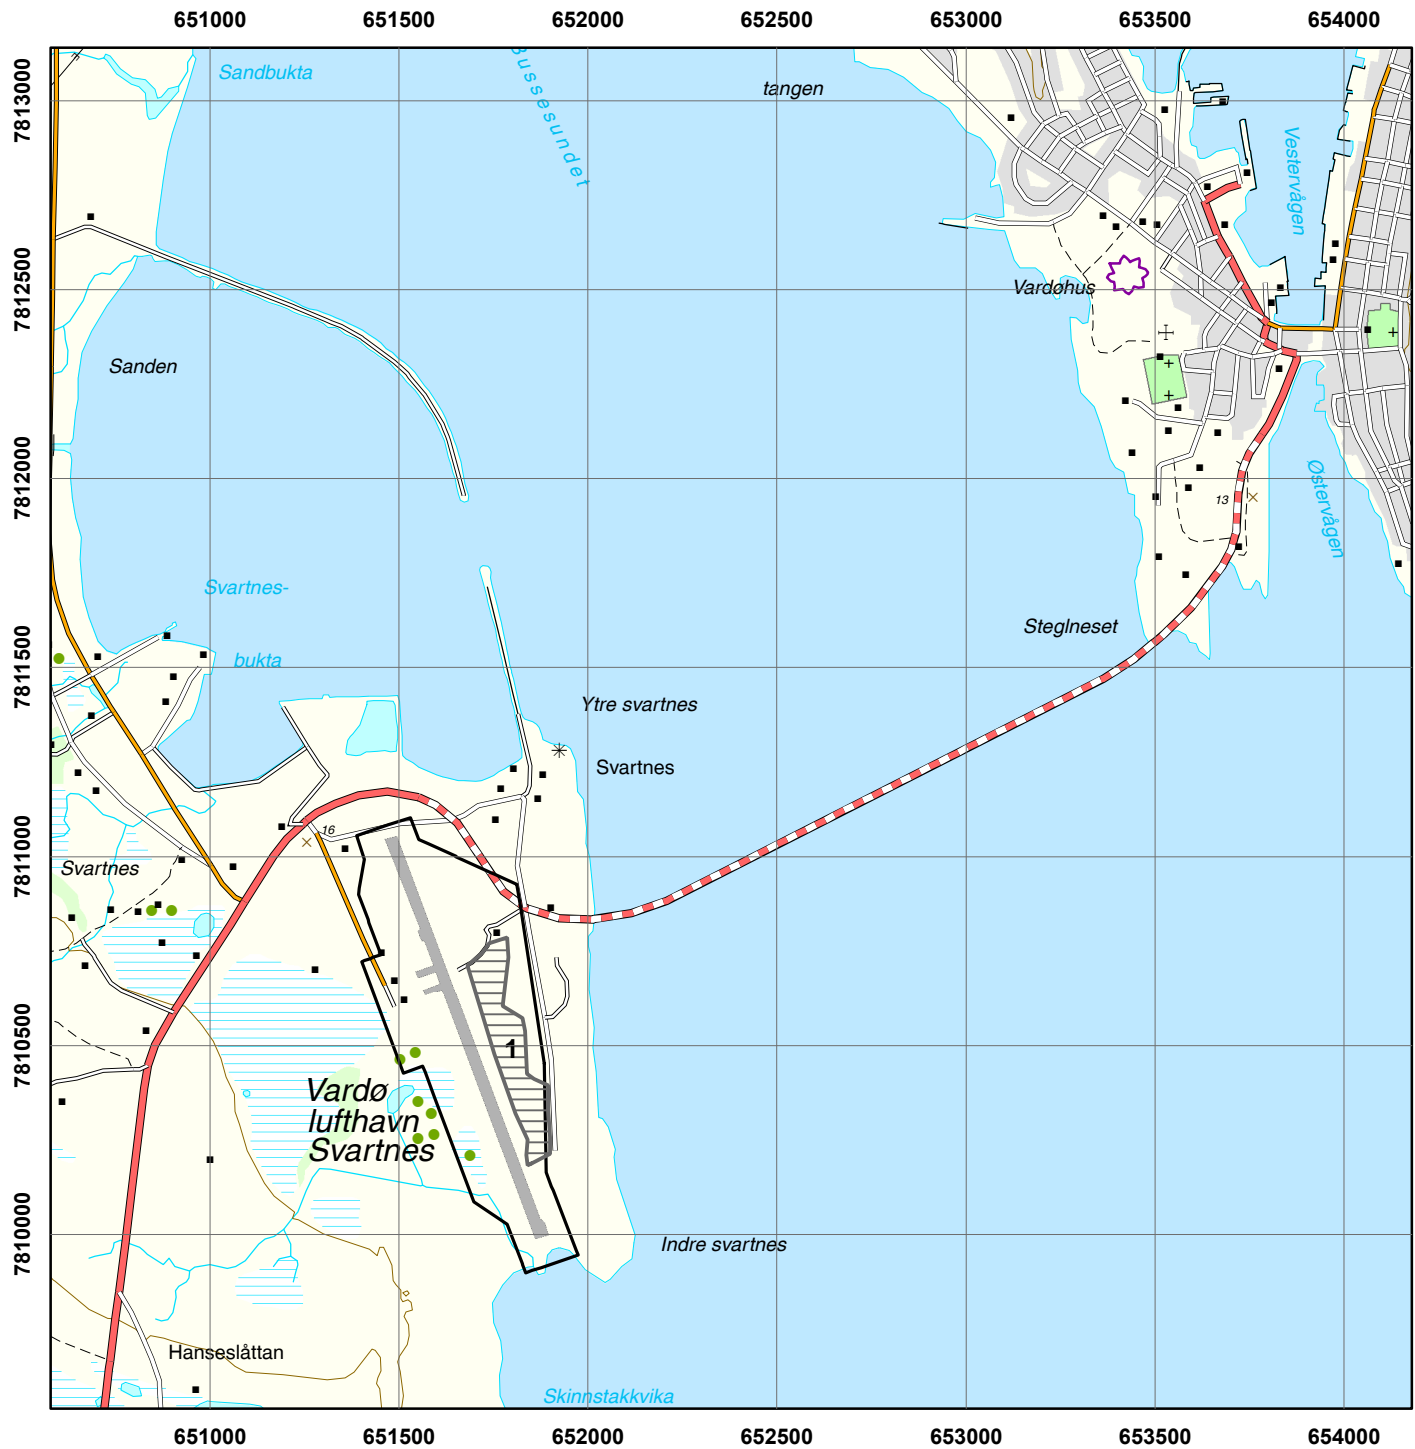 651000 651500 652000 652500 653000 653500 654000
7813000
7812500
7812000
7811500
7811000
7810500
7810000
Sandbukta
Bussesundet
tangen
Vestervågen
Vardøhus
Sanden
Østervågen
13
Svartnes-
bukta
Steglneset
Ytre svartnes
Svartnes
16
Svartnes
1
Vardø
lufthavn
Svartnes
Indre svartnes
Hanseslåttan
Skinnstakkvika
651000 651500 652000 652500 653000 653500 654000